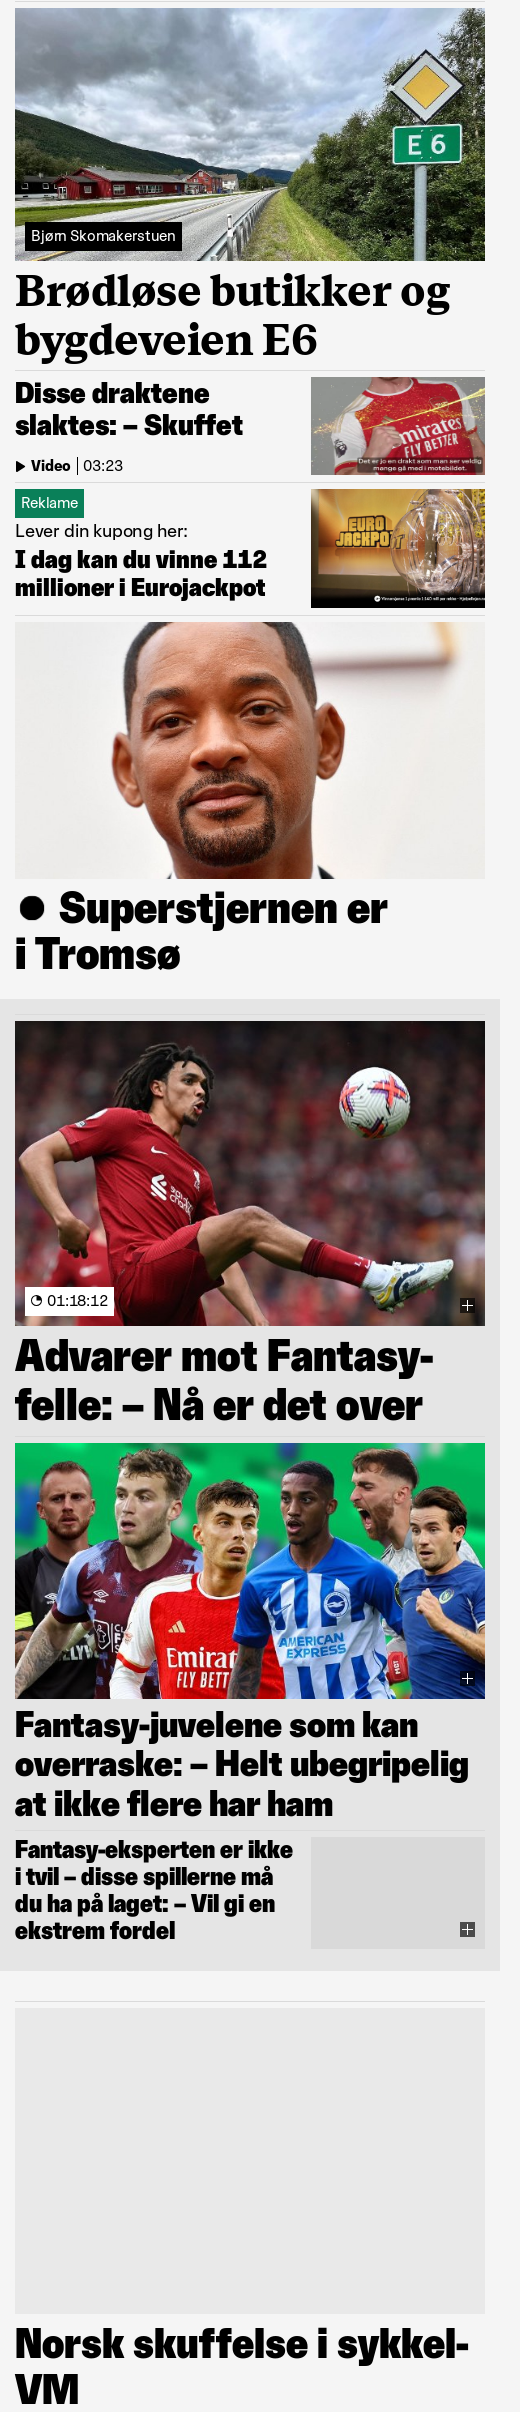 E6
Bjørn Skomakerstuen
Brødløse butikker og
bygdeveien E6
Disse draktene
slaktes: – Skuffet
Video 03:23
mirates
FLY BETTER
Det er jo en drakt som man ser veldig
mange gå med i motebildet.
Reklame
Lever din kupong her:
I dag kan du vinne 112
millioner i Eurojackpot
EURO
JACKPOT
Superstjernen er
i Tromsø
01:18:12
Advarer mot Fantasy-
felle: – Nå er det over
Emirat
FLY BETT
AMERICAN
EXPRESS
Fantasy-juvelene som kan
overraske: – Helt ubegripelig
at ikke flere har ham
Fantasy-eksperten er ikke
i tvil – disse spillerne må
du ha på laget: – Vil gi en
ekstrem fordel
Norsk skuffelse i sykkel-
VM